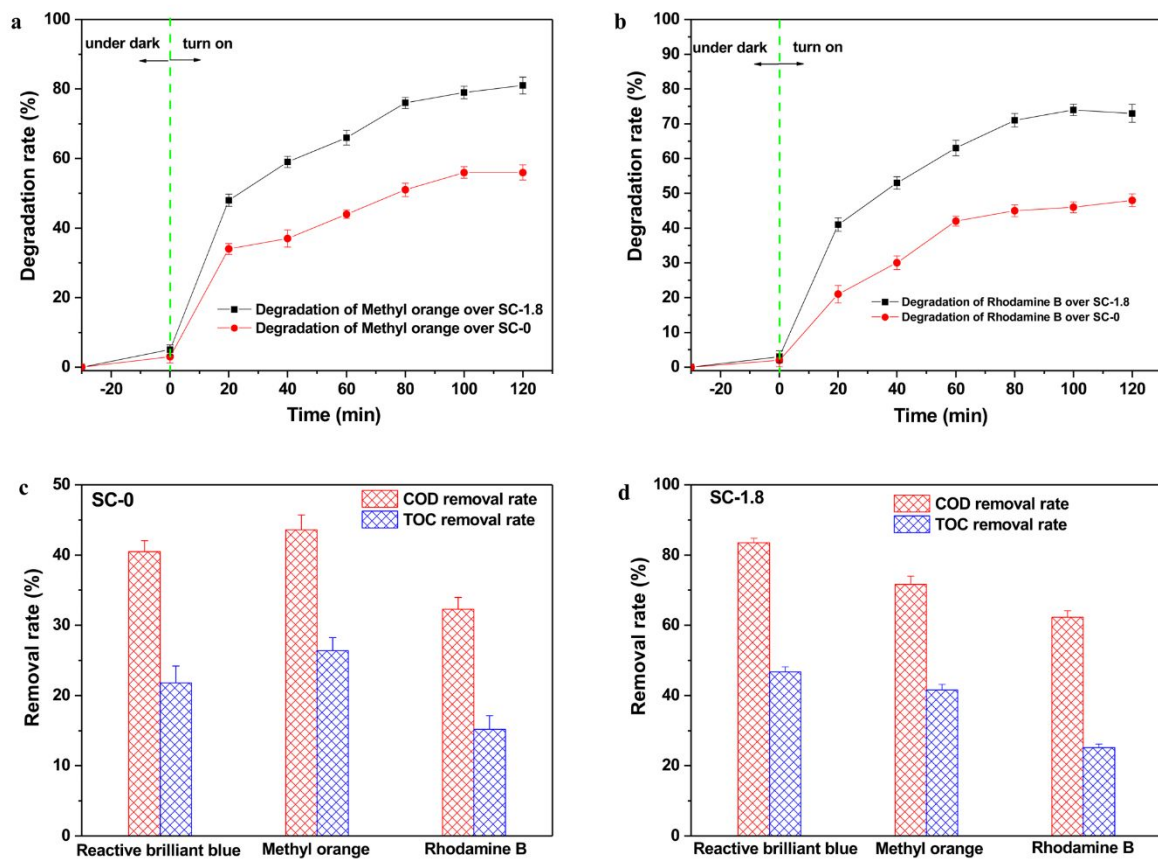 a
under dark
turn on
Degradation rate (%)
100
80
60
40
20
0
Degradation of Methyl orange over SC-1.8
Degradation of Methyl orange over SC-0
-20 0 20 40 60 80 100 120
Time (min)
b
under dark
turn on
Degradation rate (%)
100
90
80
70
60
50
40
30
20
10
0
Degradation of Rhodamine B over SC-1.8
Degradation of Rhodamine B over SC-0
-20 0 20 40 60 80 100 120
Time (min)
c
SC-0
COD removal rate
TOC removal rate
Removal rate (%)
50
40
30
20
10
0
Reactive brilliant blue Methyl orange Rhodamine B
d
SC-1.8
COD removal rate
TOC removal rate
Removal rate (%)
100
80
60
40
20
0
Reactive brilliant blue Methyl orange Rhodamine B